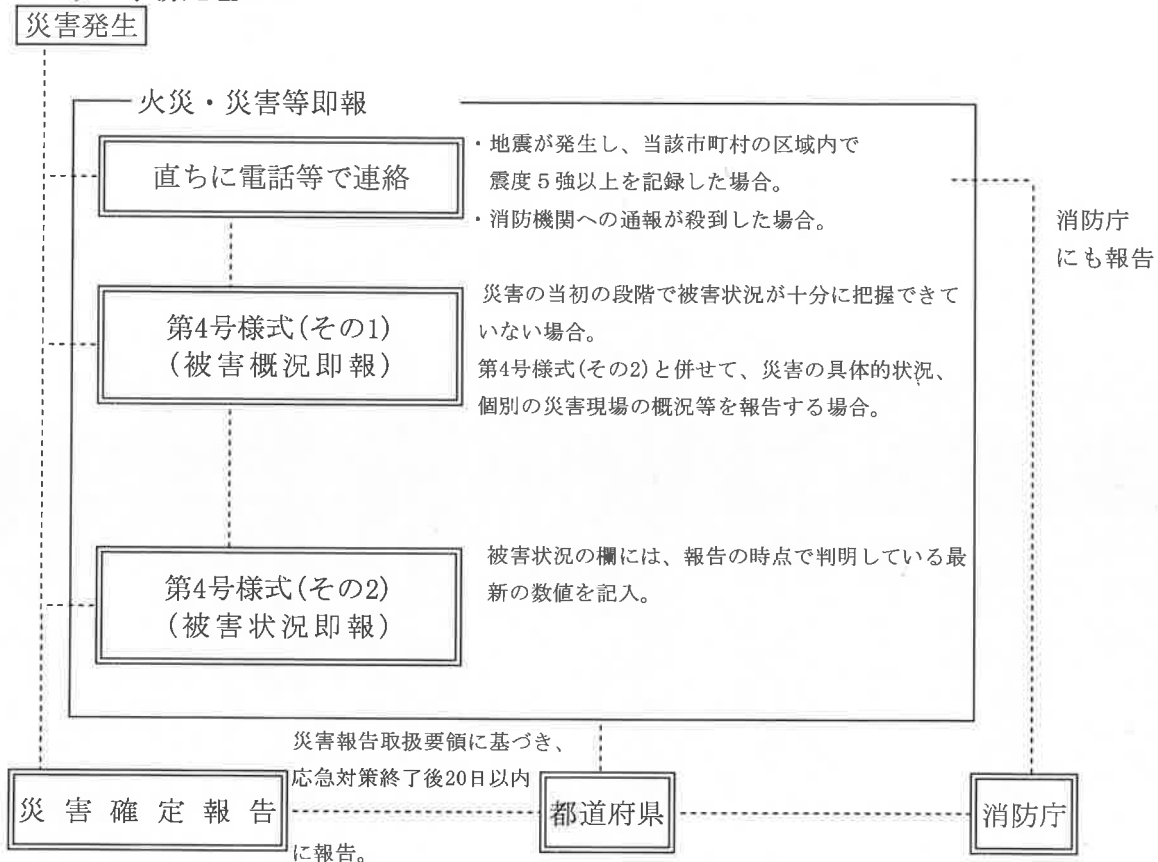 災害発生
火災・災害等即報
直ちに電話等で連絡
・地震が発生し、当該市町村の区域内で
震度５強以上を記録した場合。
・消防機関への通報が殺到した場合。
消防庁
にも報告
第4号様式(その1)
(被害概況即報)
災害の当初の段階で被害状況が十分に把握できて
いない場合。
第4号様式(その2)と併せて、災害の具体的状況、
個別の災害現場の概況等を報告する場合。
第4号様式(その2)
(被害状況即報)
被害状況の欄には、報告の時点で判明している最
新の数値を記入。
災害報告取扱要領に基づき、
応急対策終了後20日以内
に報告。
災害確定報告
都道府県
消防庁